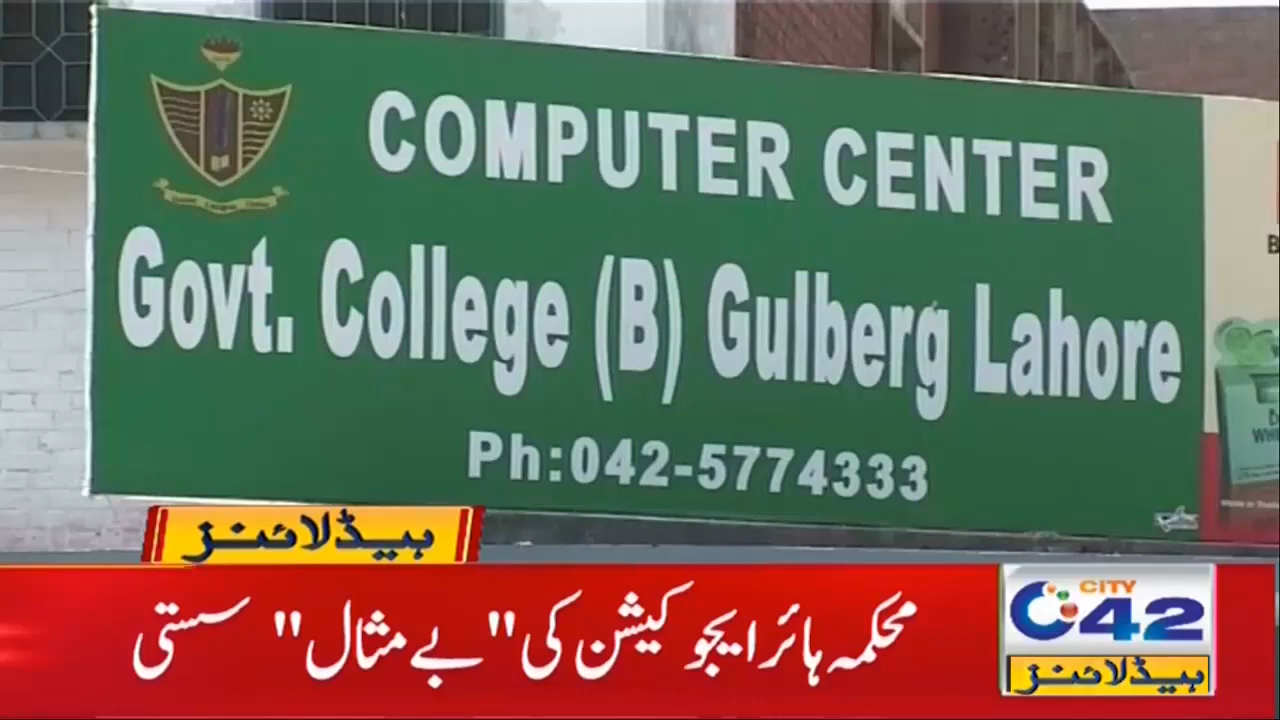 COMPUTER CENTER
Govt. College (B) Gulberg Lahore
Ph:042-5774333
ہیڈلائنز
محکمہ ہائر ایجوکیشن کی "بے مثال" سستی
CITY
42
ہیڈلائنز